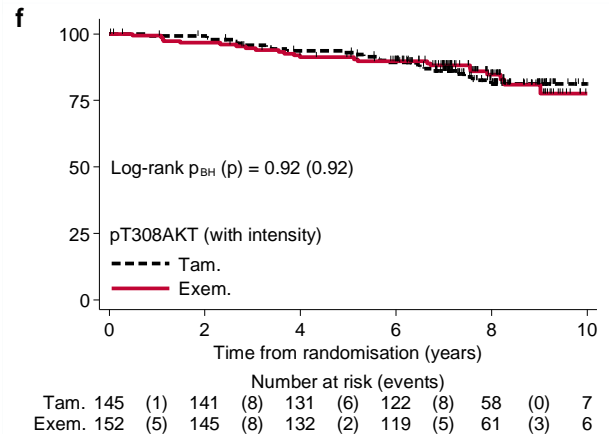 f
100
75
50
25
0
Log-rank pBH (p) = 0.92 (0.92)
pT308AKT (with intensity)
Tam.
Exem.
0 2 4 6 8 10
Time from randomisation (years)
Number at risk (events)
Tam. 145 (1) 141 (8) 131 (6) 122 (8) 58 (0) 7
Exem. 152 (5) 145 (8) 132 (2) 119 (5) 61 (3) 6